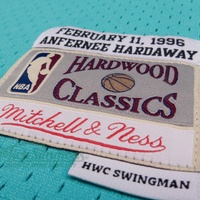 FEBRUARY 11, 1996
ANFERNEE HARDAWAY
NBA
HARDWOOD
CLASSICS
Mitchell & Ness
HWC SWINGMAN